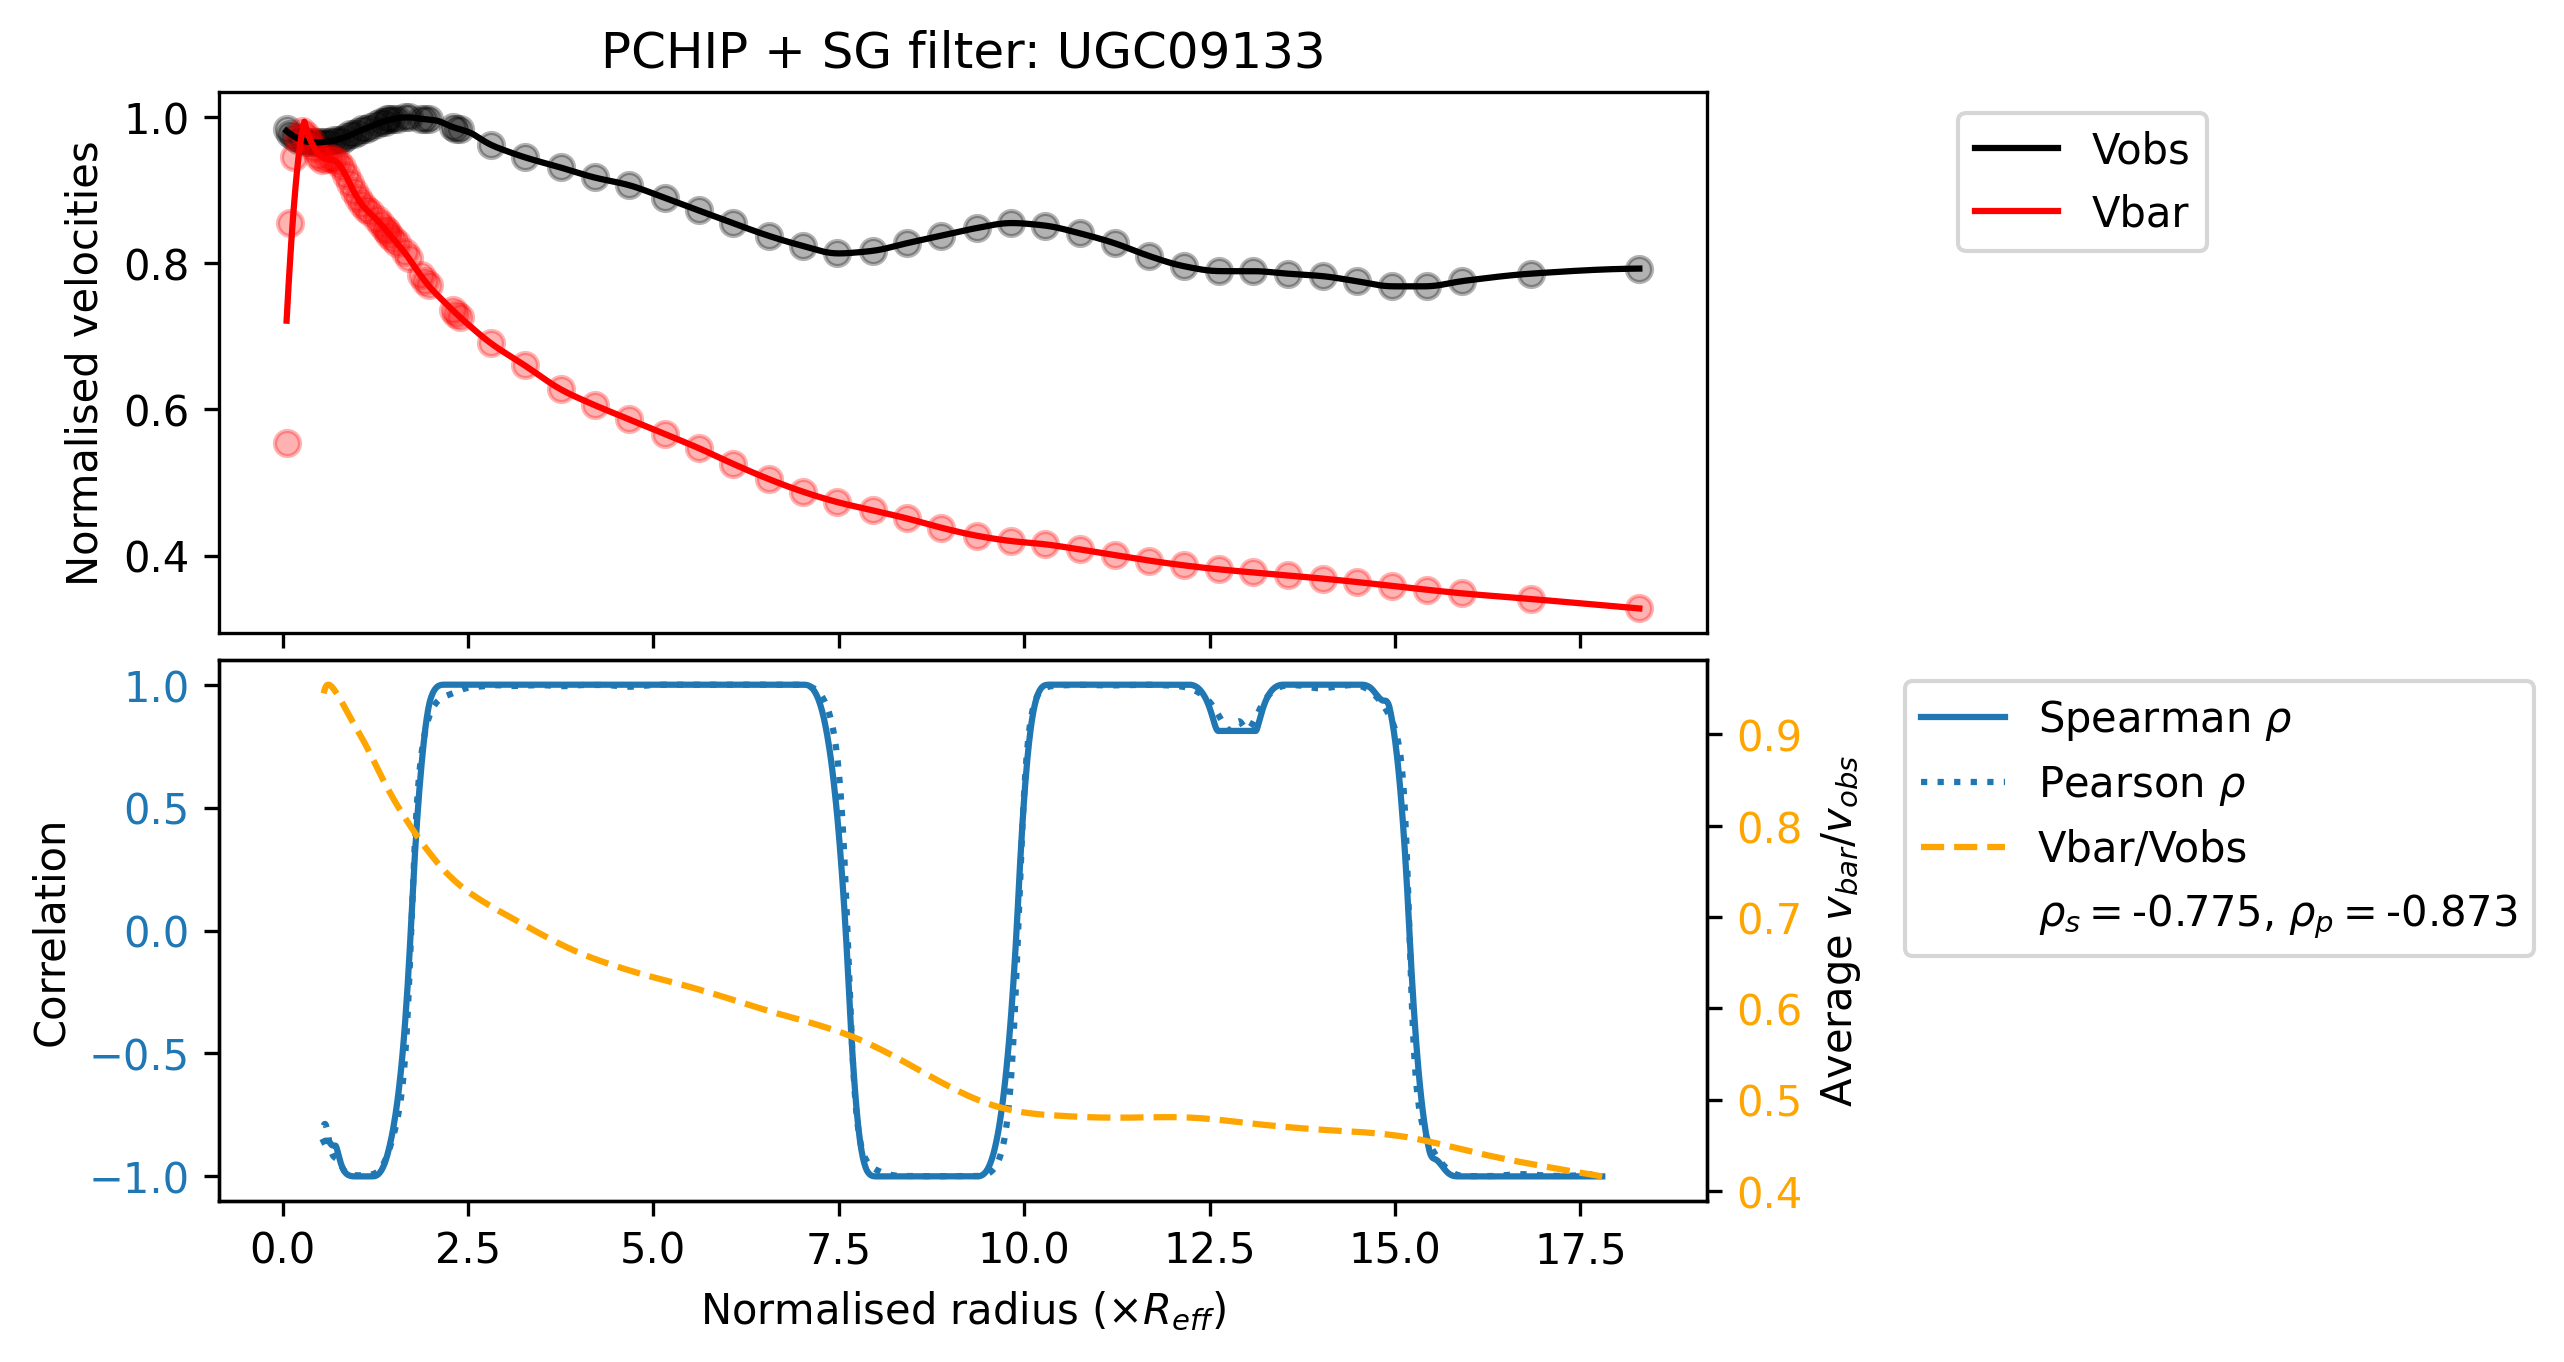 PCHIP + SG filter: UGC09133
Normalised velocities
1.0
0.8
0.6
0.4
Vobs
Vbar
Correlation
1.0
0.5
0.0
−0.5
−1.0
0.9
0.8
0.7
0.6
0.5
0.4
Average v_bar/v_obs
Spearman ρ
Pearson ρ
Vbar/Vobs
ρ_s = -0.775, ρ_p = -0.873
0.0 2.5 5.0 7.5 10.0 12.5 15.0 17.5
Normalised radius (×R_eff)